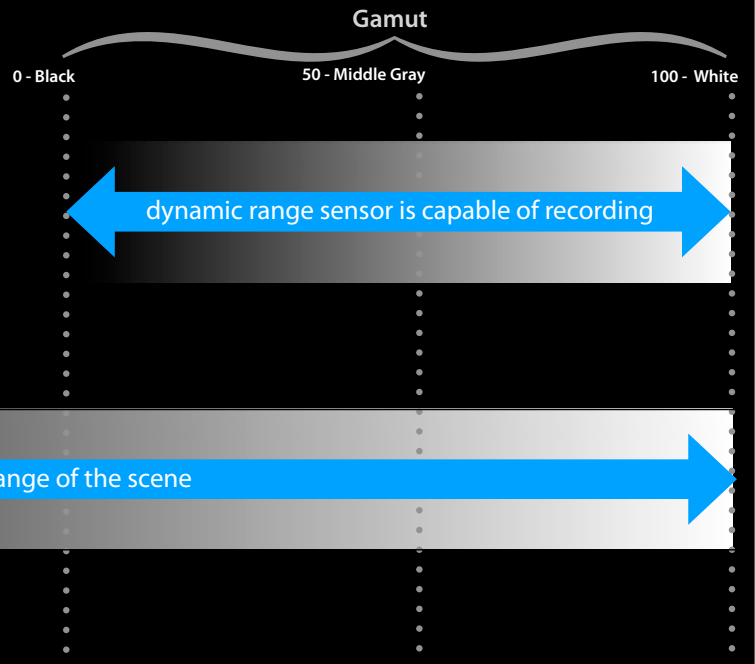 Gamut
0 - Black
50 - Middle Gray
100 - White
dynamic range sensor is capable of recording
ange of the scene